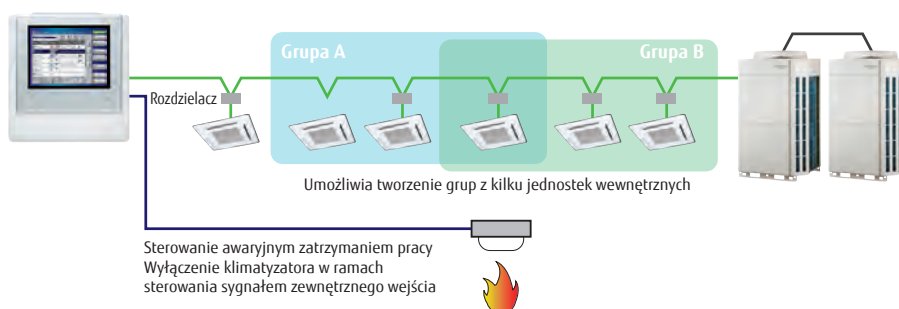 Grupa A
Grupa B
Rozdzielacz
Umożliwia tworzenie grup z kilku jednostek wewnętrznych
Sterowanie awaryjnym zatrzymaniem pracy
Wyłączenie klimatyzatora w ramach
sterowania sygnałem zewnętrznego wejścia